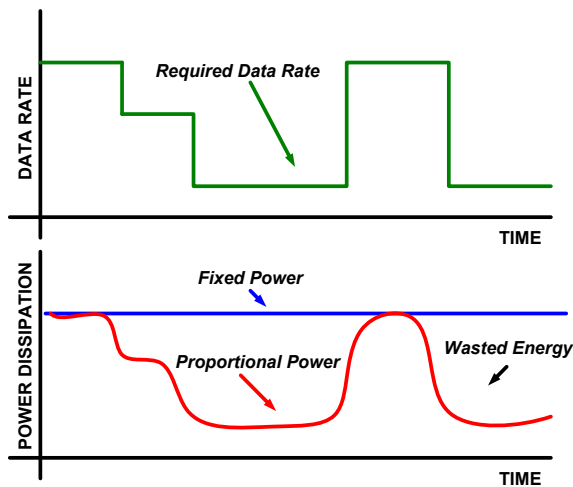 Required Data Rate
DATA RATE
TIME
Fixed Power
POWER DISSIPATION
Wasted Energy
Proportional Power
TIME